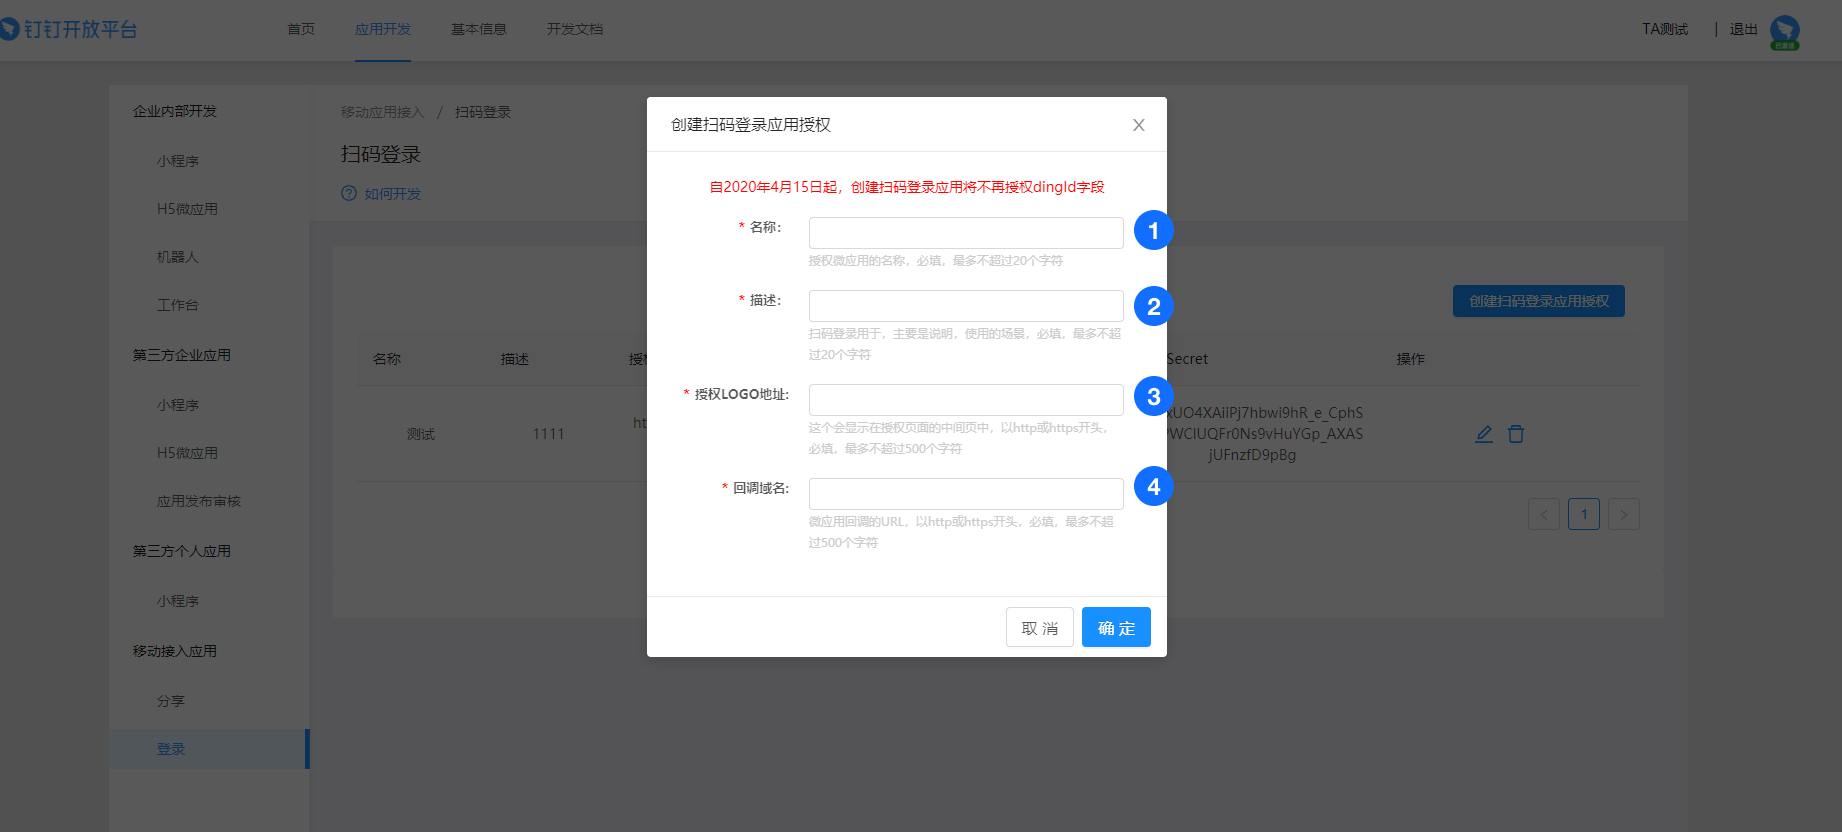 钉钉开放平台
首页
应用开发
基本信息
开发文档
TA测试
| 退出
企业内部开发
小程序
H5微应用
机器人
工作台
第三方企业应用
小程序
H5微应用
应用发布审核
第三方个人应用
小程序
移动接入应用
分享
登录
移动应用接入 / 扫码登录
扫码登录
如何开发
创建扫码登录应用授权
名称
描述
Secret
操作
测试
1111
xUO4XAiiPj7hbwi9hR_e_CphS
WCIUQFr0Ns9vHuYGp_AXAS
jUFnzfD9pBg
< 1 >
创建扫码登录应用授权
X
自2020年4月15日起，创建扫码登录应用将不再授权dingId字段
* 名称:
1
授权微应用的名称，必填，最多不超过20个字符
* 描述:
2
扫码登录用于，主要是说明，使用的场景，必填，最多不超
过20个字符
* 授权LOGO地址:
3
这个会显示在授权页面的中间页中，以http或https开头，
必填，最多不超过500个字符
* 回调域名:
4
微应用回调的URL，以http或https开头，必填，最多不超
过500个字符
取 消
确 定